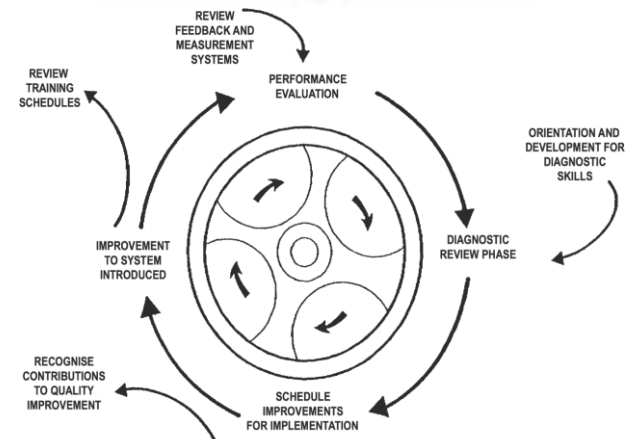 REVIEW
FEEDBACK AND
MEASUREMENT
SYSTEMS
PERFORMANCE
EVALUATION
REVIEW
TRAINING
SCHEDULES
ORIENTATION AND
DEVELOPMENT FOR
DIAGNOSTIC
SKILLS
IMPROVEMENT
TO SYSTEM
INTRODUCED
DIAGNOSTIC
REVIEW PHASE
RECOGNISE
CONTRIBUTIONS
TO QUALITY
IMPROVEMENT
SCHEDULE
IMPROVEMENTS
FOR IMPLEMENTATION